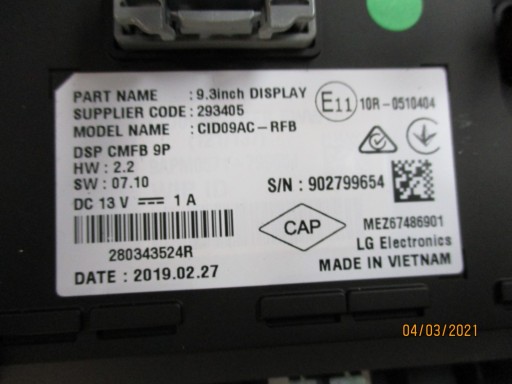 PART NAME : 9.3inch DISPLAY
SUPPLIER CODE : 293405
MODEL NAME : CID09AC-RFB
E11 10R-0510404
DSP CMFB 9P
HW : 2.2
SW : 07.10
S/N : 902799654
DC 13 V 1 A
280343524R
CAP
MEZ67486901
LG Electronics
DATE : 2019.02.27
MADE IN VIETNAM
04/03/2021